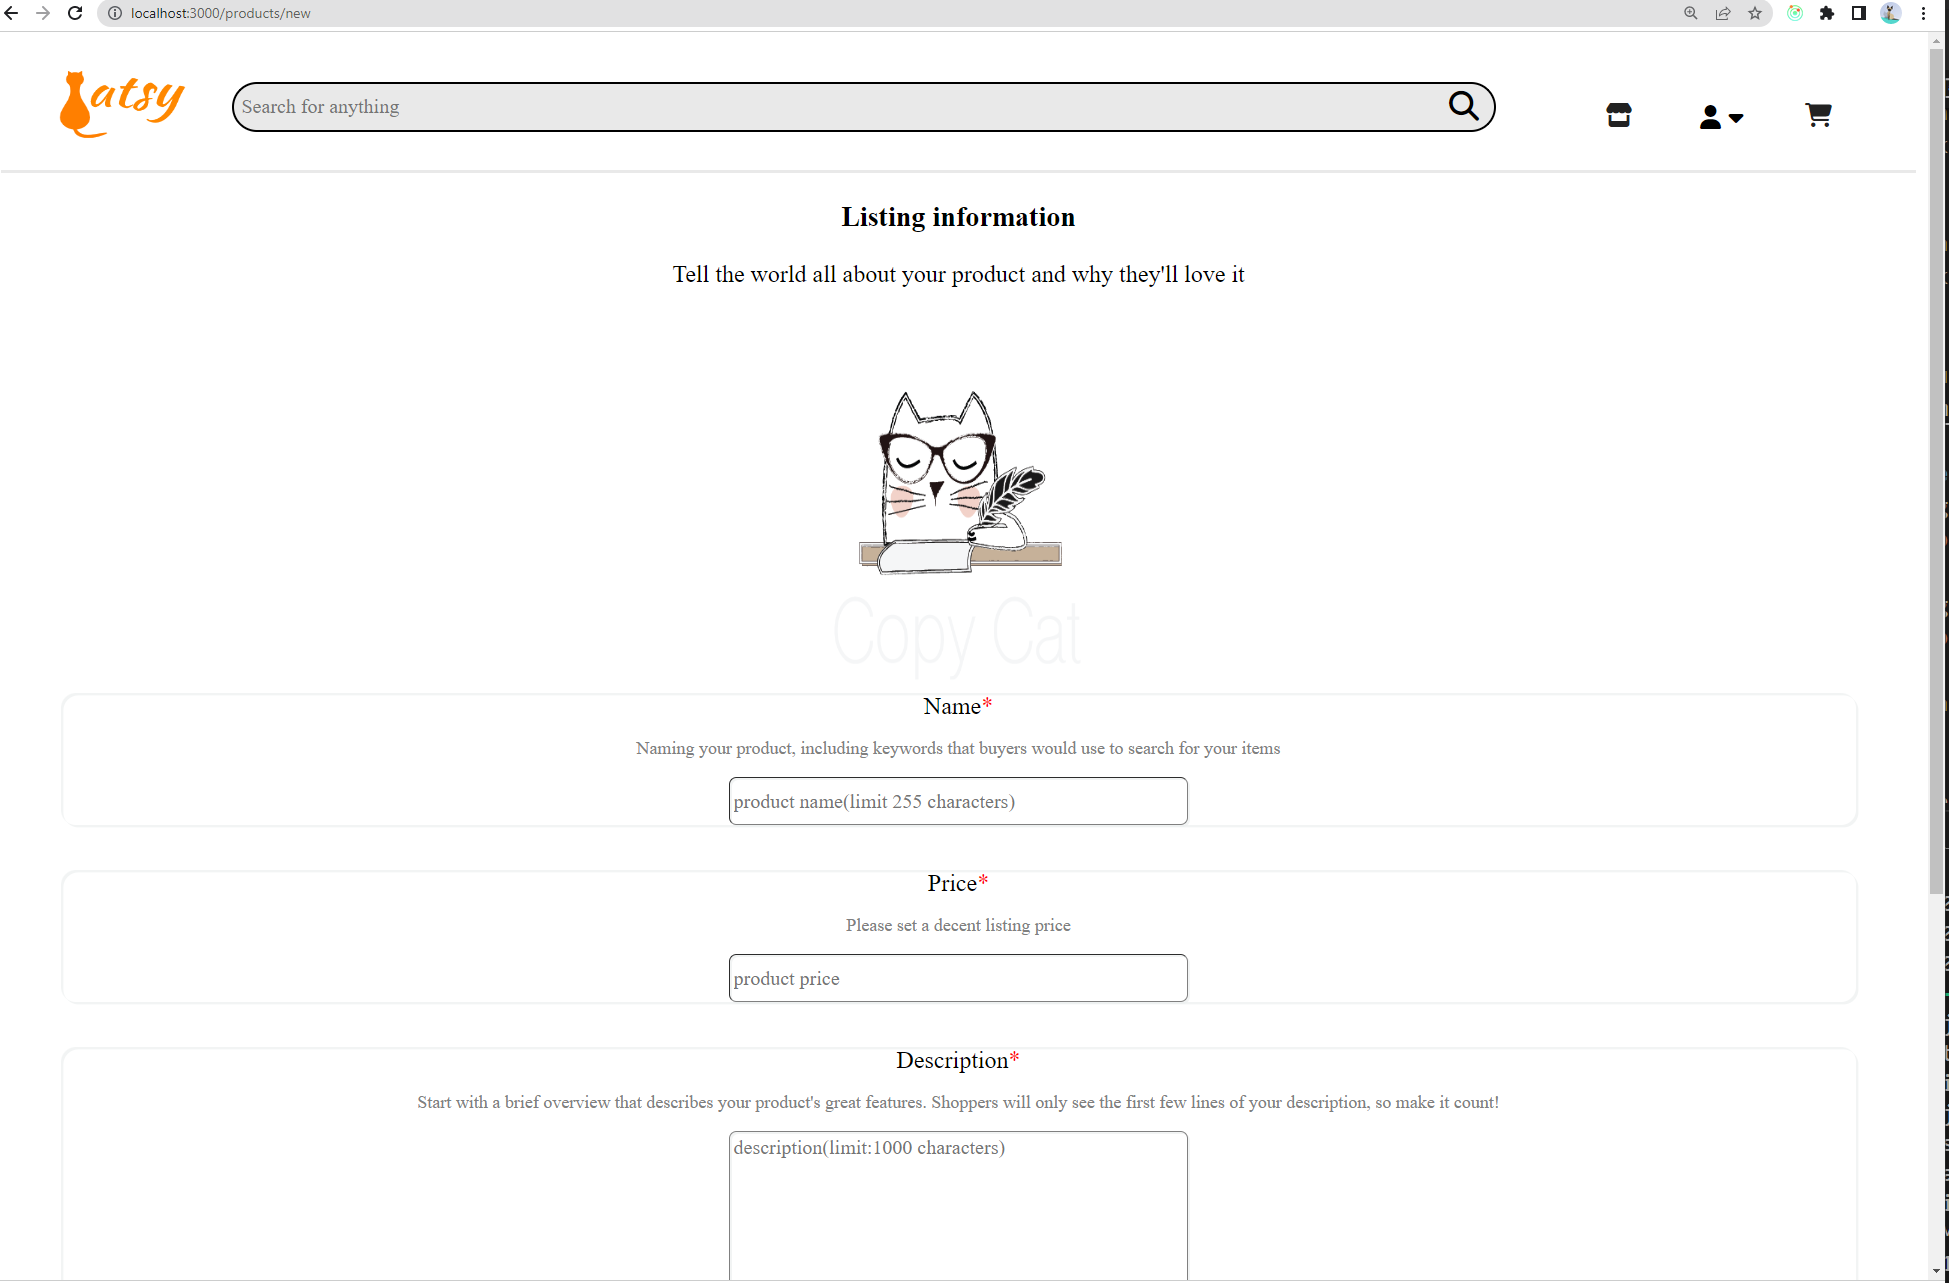 localhost:3000/products/new
atsy
Search for anything
Listing information
Tell the world all about your product and why they'll love it
Copy Cat
Name*
Naming your product, including keywords that buyers would use to search for your items
product name(limit 255 characters)
Price*
Please set a decent listing price
product price
Description*
Start with a brief overview that describes your product's great features. Shoppers will only see the first few lines of your description, so make it count!
description(limit:1000 characters)